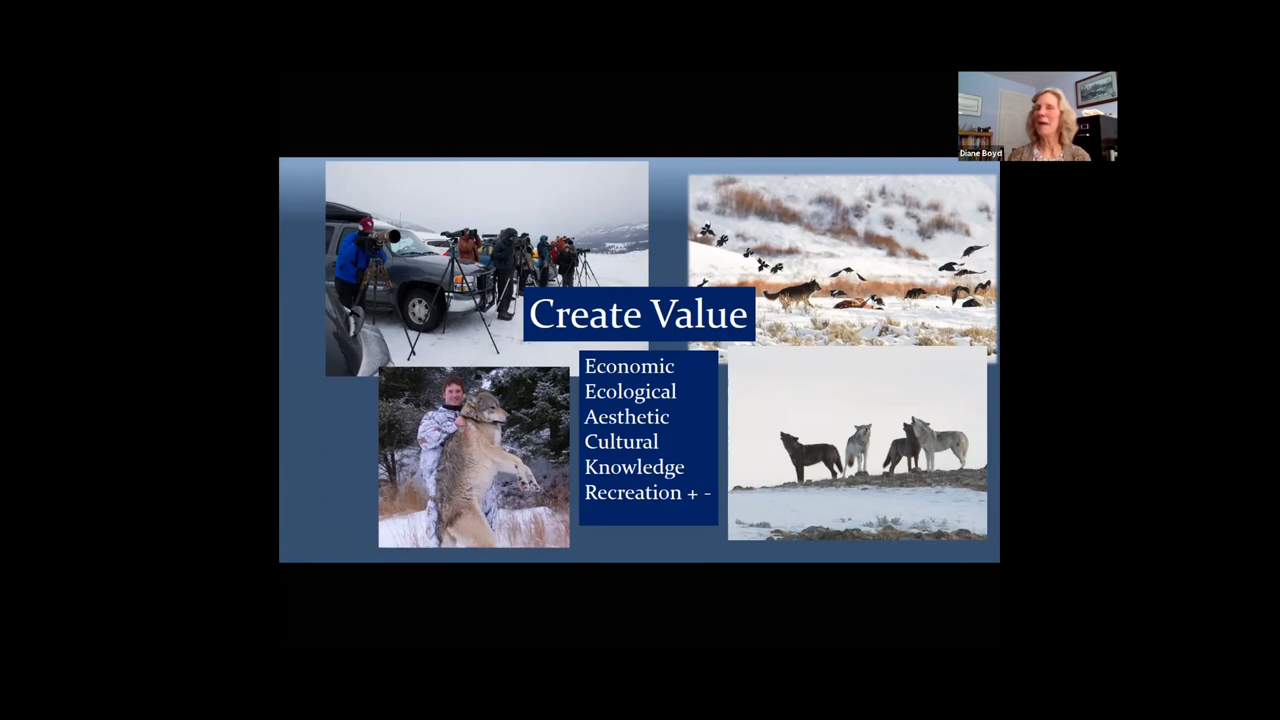 Diane Boyd
Create Value
Economic
Ecological
Aesthetic
Cultural
Knowledge
Recreation + -